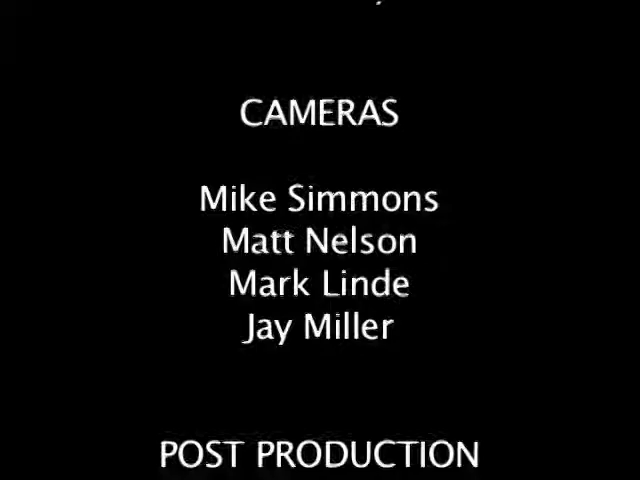 CAMERAS
Mike Simmons
Matt Nelson
Mark Linde
Jay Miller
POST PRODUCTION